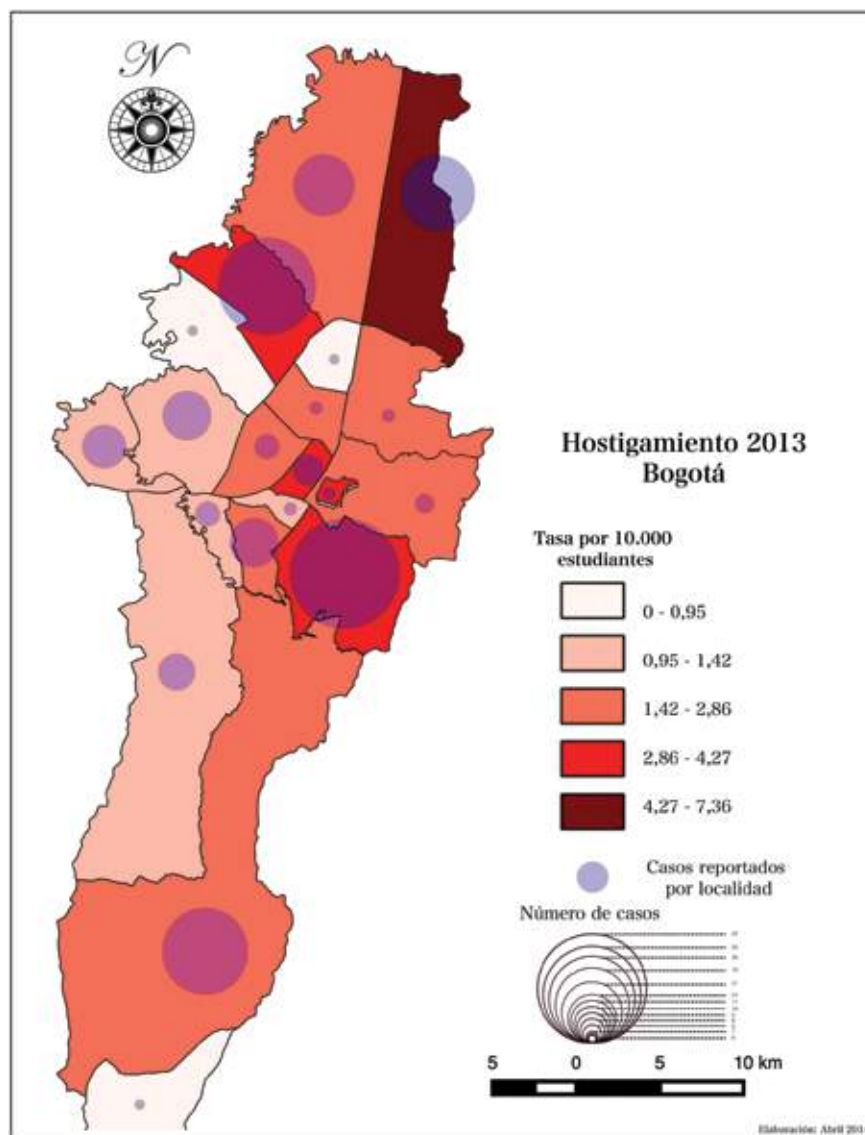 N
Hostigamiento 2013
Bogotá
Tasa por 10.000
estudiantes
0 - 0,95
0,95 - 1,42
1,42 - 2,86
2,86 - 4,27
4,27 - 7,36
Casos reportados
por localidad
Número de casos
5 0 5 10 km
Elaboración: Abril